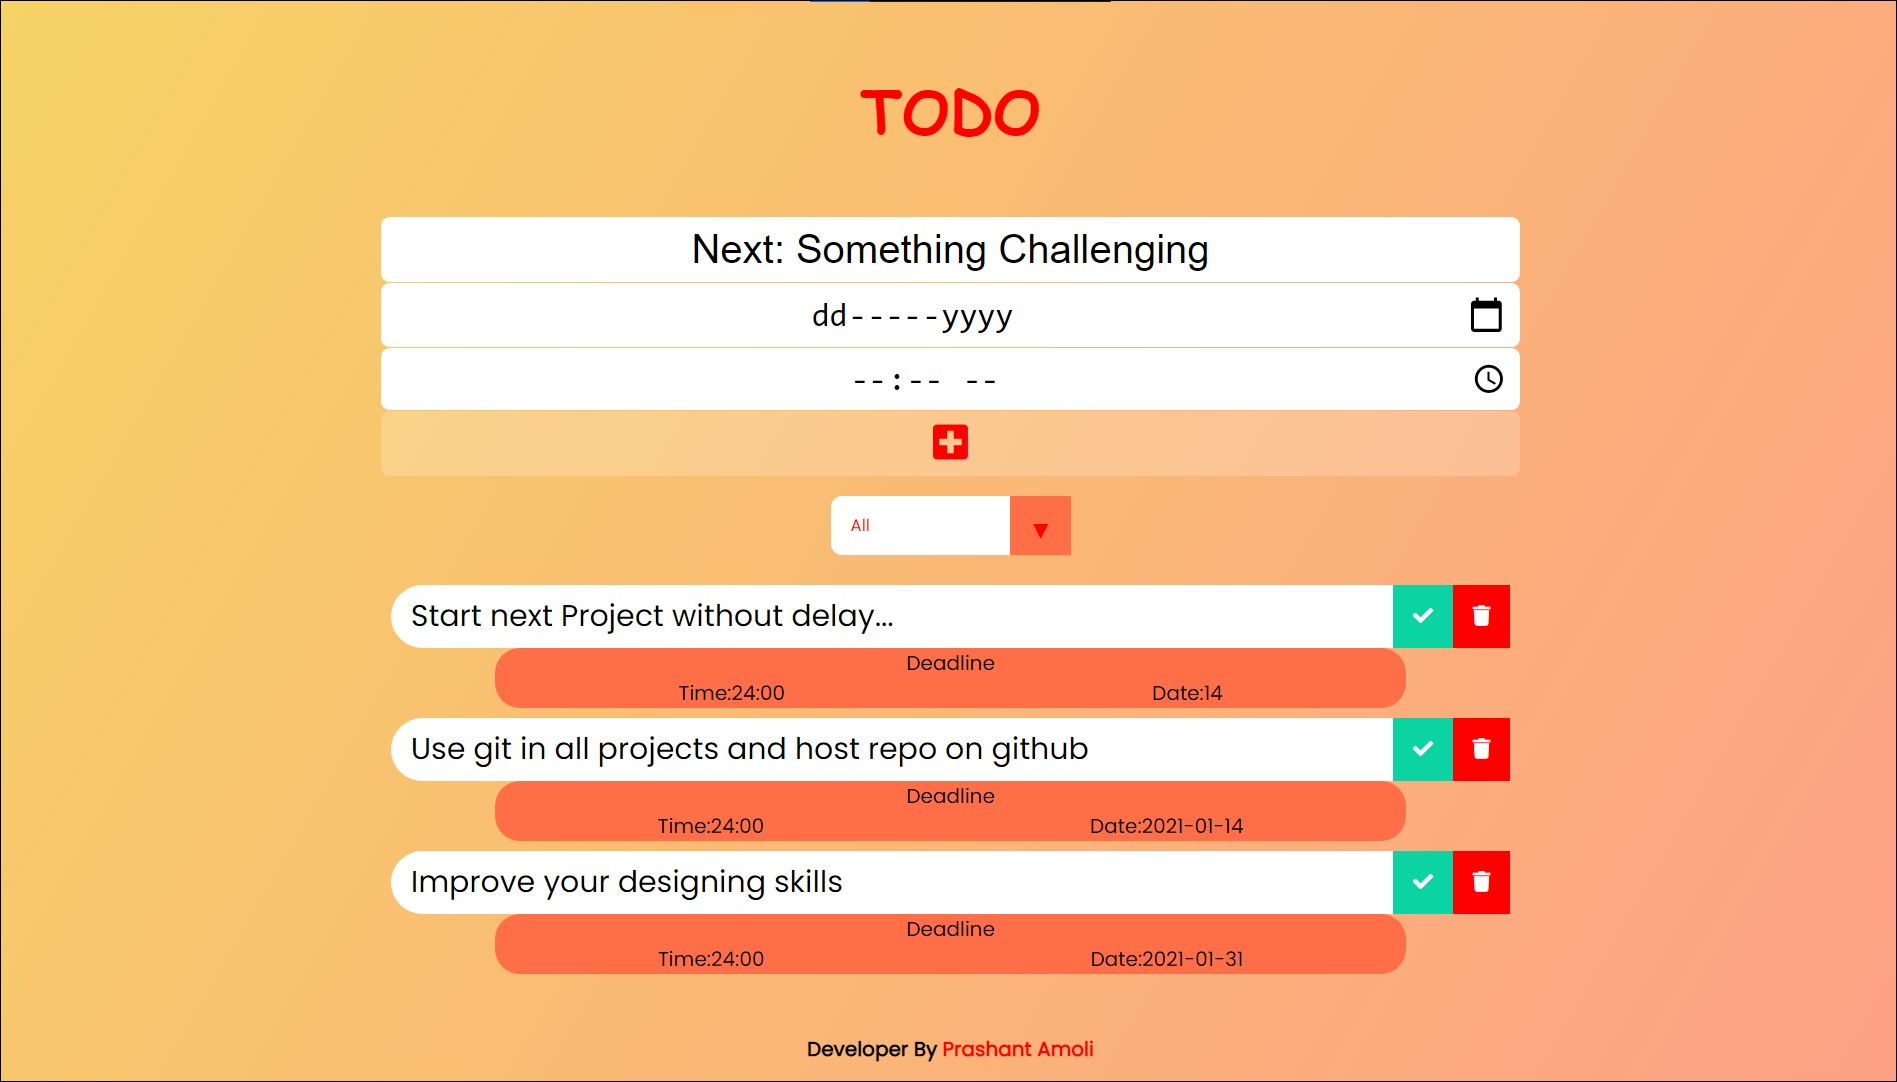 TODO
Next: Something Challenging
dd-----yyyy
--:-- --
All
Start next Project without delay...
Deadline
Time:24:00 Date:14
Use git in all projects and host repo on github
Deadline
Time:24:00 Date:2021-01-14
Improve your designing skills
Deadline
Time:24:00 Date:2021-01-31
Developer By Prashant Amoli